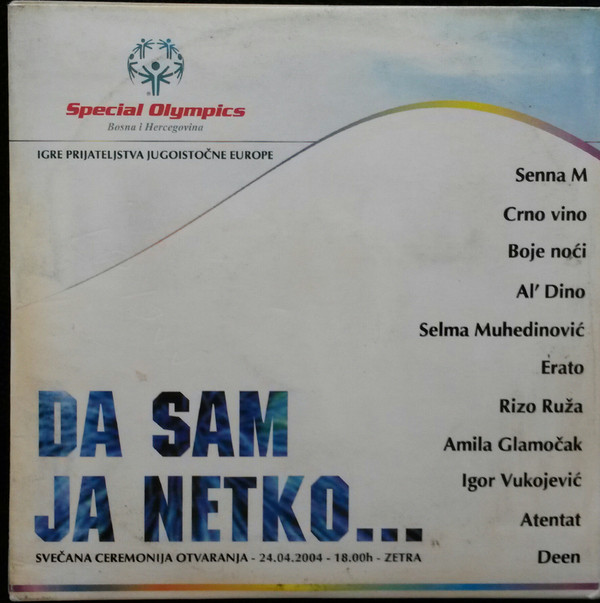 Special Olympics
Bosna i Hercegovina
IGRE PRIJATELJSTVA JUGOISTOČNE EUROPE
Senna M
Crno vino
Boje noći
Al' Dino
Selma Muhedinović
Erato
Rizo Ruža
Amila Glamočak
Igor Vukojević
Atentat
Deen
DA SAM
JA NETKO...
SVEČANA CEREMONIJA OTVARANJA - 24.04.2004 - 18.00h - ZETRA